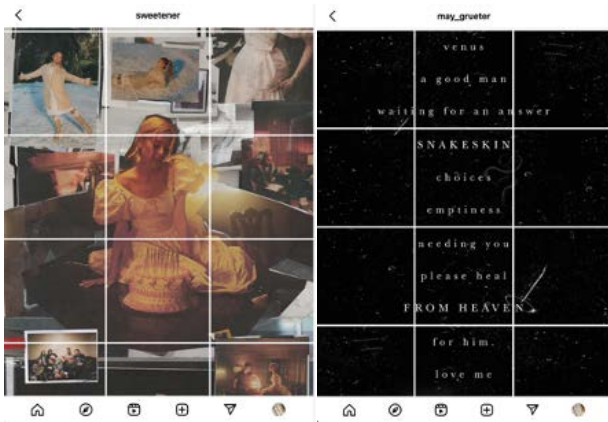 sweetener
may_grueter
venus
a good man
waiting for an answer
SNAKESKIN
choices
emptiness
needing you
please heal
FROM HEAVEN
for him.
love me